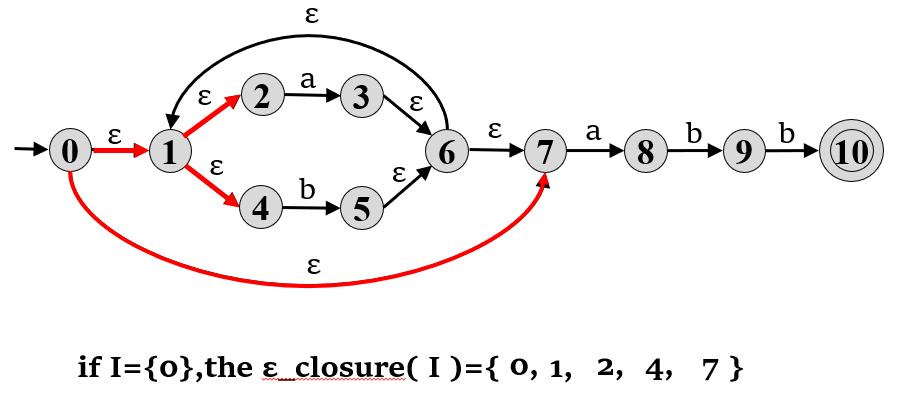 ε
ε 2 a 3 ε
0 ε 1 6 ε 7 a 8 b 9 b 10
ε 4 b 5 ε
ε
if I={0},the ε_closure( I )={ 0, 1, 2, 4, 7 }